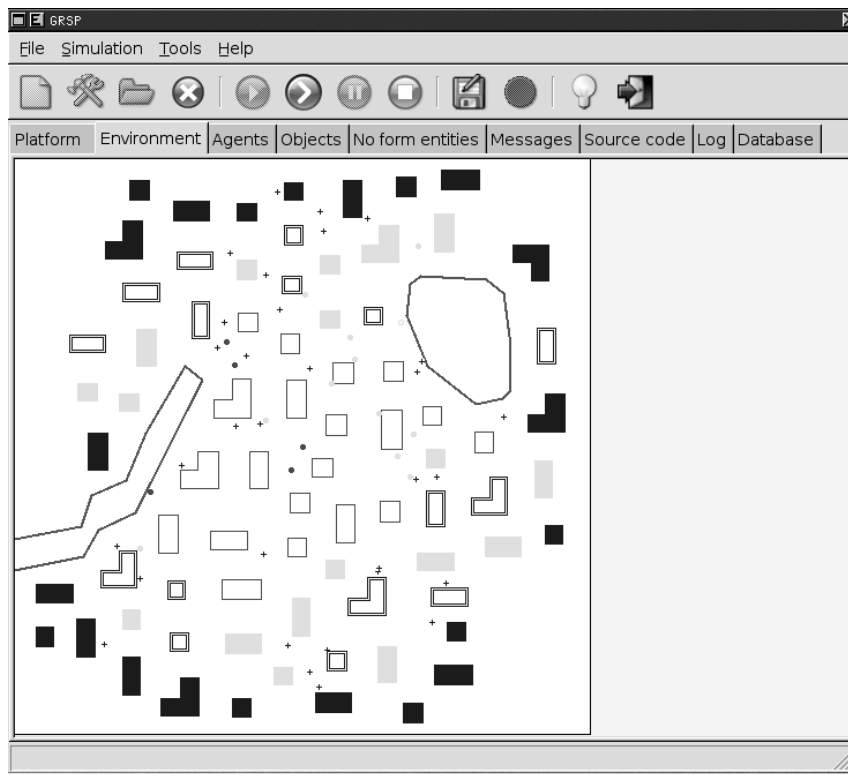 GRSP
File Simulation Tools Help
Platform Environment Agents Objects No form entities Messages Source code Log Database